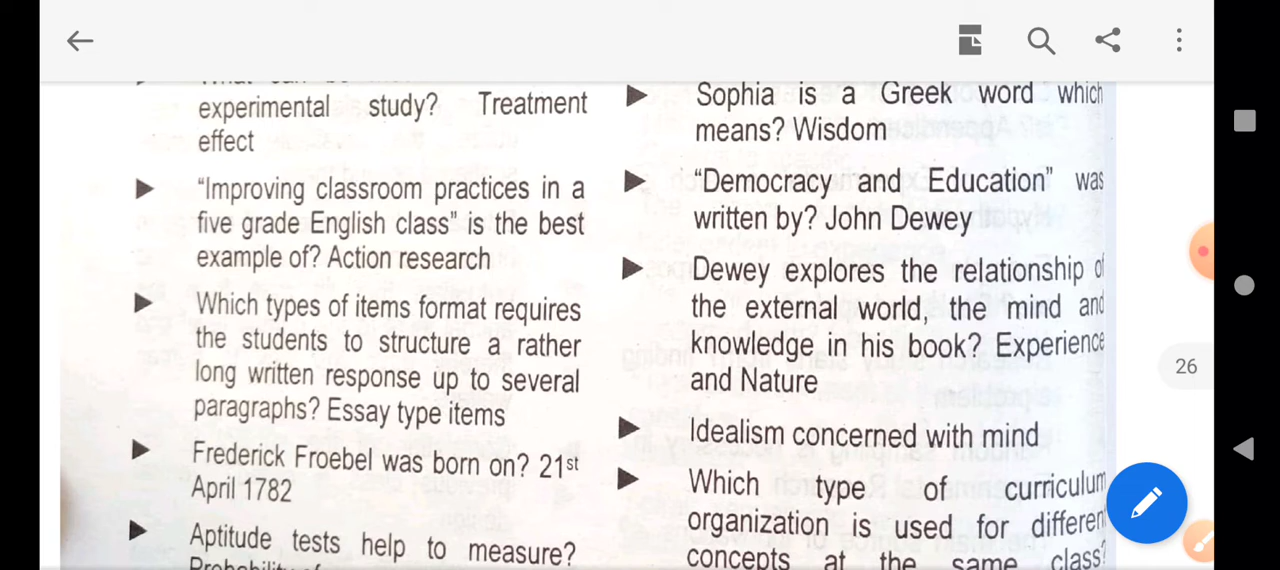 experimental study? Treatment
effect
"Improving classroom practices in a
five grade English class" is the best
example of? Action research
Which types of items format requires
the students to structure a rather
long written response up to several
paragraphs? Essay type items
Frederick Froebel was born on? 21st
April 1782
Aptitude tests help to measure?
Sophia is a Greek word which
means? Wisdom
"Democracy and Education" was
written by? John Dewey
Dewey explores the relationship of
the external world, the mind and
knowledge in his book? Experience
and Nature
Idealism concerned with mind
Which type of curriculum
organization is used for different
concepts at the same class?
26